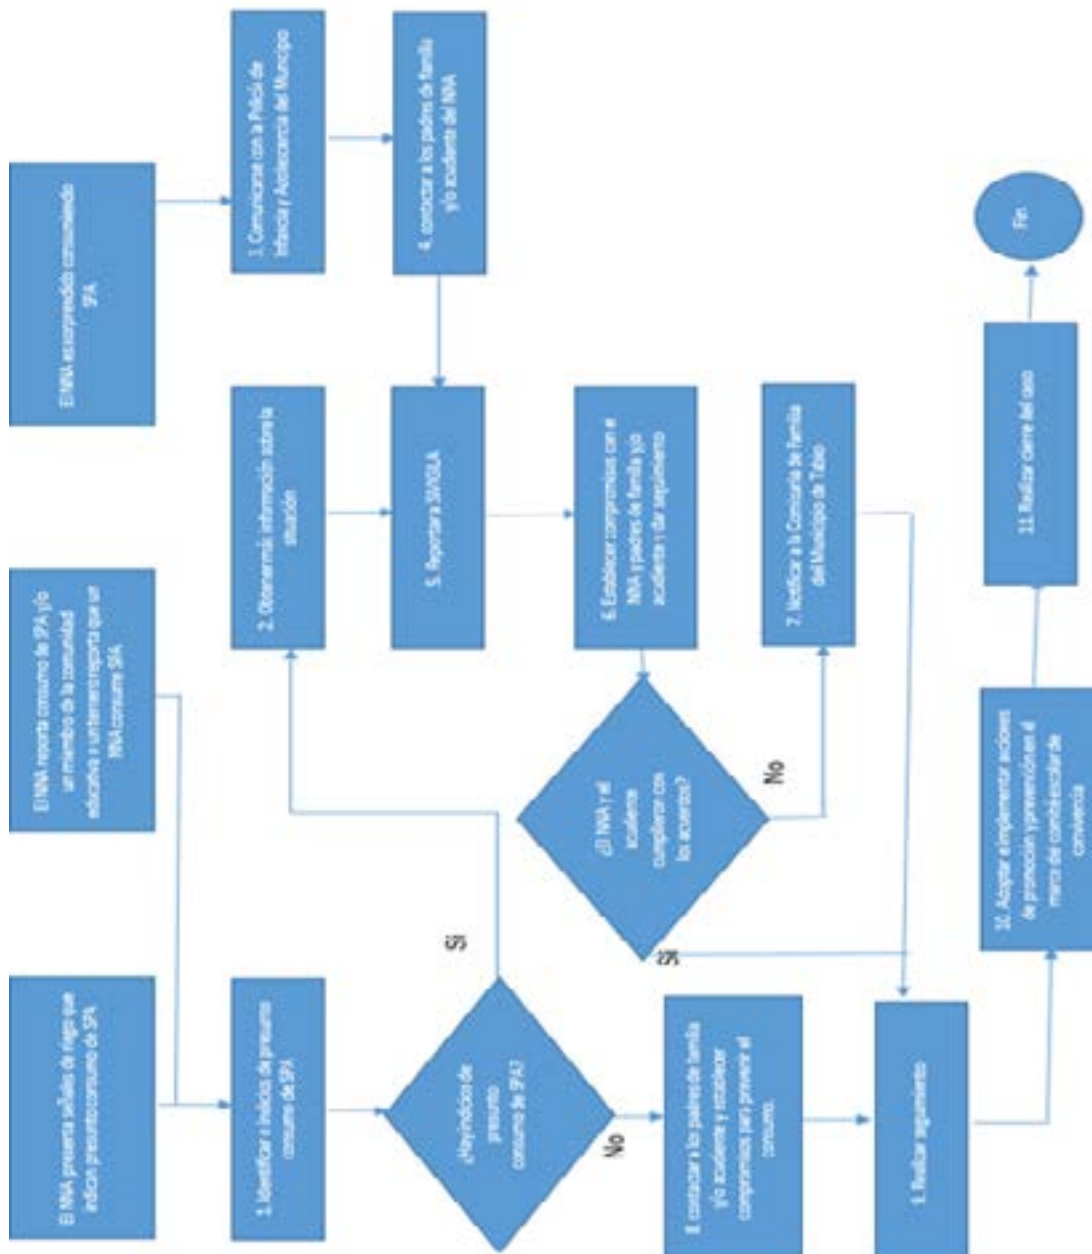 El NNA presenta señales de riesgo que
indican presunto consumo de SPA
El NNA reporta consumo de SPA y/o
un miembro de la comunidad
educativa o un tercero reporta que un
NNA consume SPA
El NNA es sorprendido consumiendo
SPA
1. Identificar indicios de presunto
consumo de SPA
2. Obtener más información sobre la
situación
3. Comunicarse con la Policía de
Infancia y Adolescencia del Municipio
4. contactar a los padres de familia
y/o acudiente del NNA
¿Hay indicios de
presunto
consumo de SPA?
Si
No
5. Reportar a SIVIGILA
6. Establecer compromisos con el
NNA y padres de familia y/o
acudiente y dar seguimiento
¿El NNA y el
acudiente
cumplieron con
los acuerdos?
Si
No
7. Notificar a la Comisaría de Familia
del Municipio de Tabio
8. contactar a los padres de familia
y/o acudiente y establecer
compromisos para prevenir el
consumo.
9. Realizar seguimiento
10. Adoptar e implementar acciones
de promoción y prevención en el
marco de comité escolar de
convivencia
11. Realizar cierre del caso
Fin